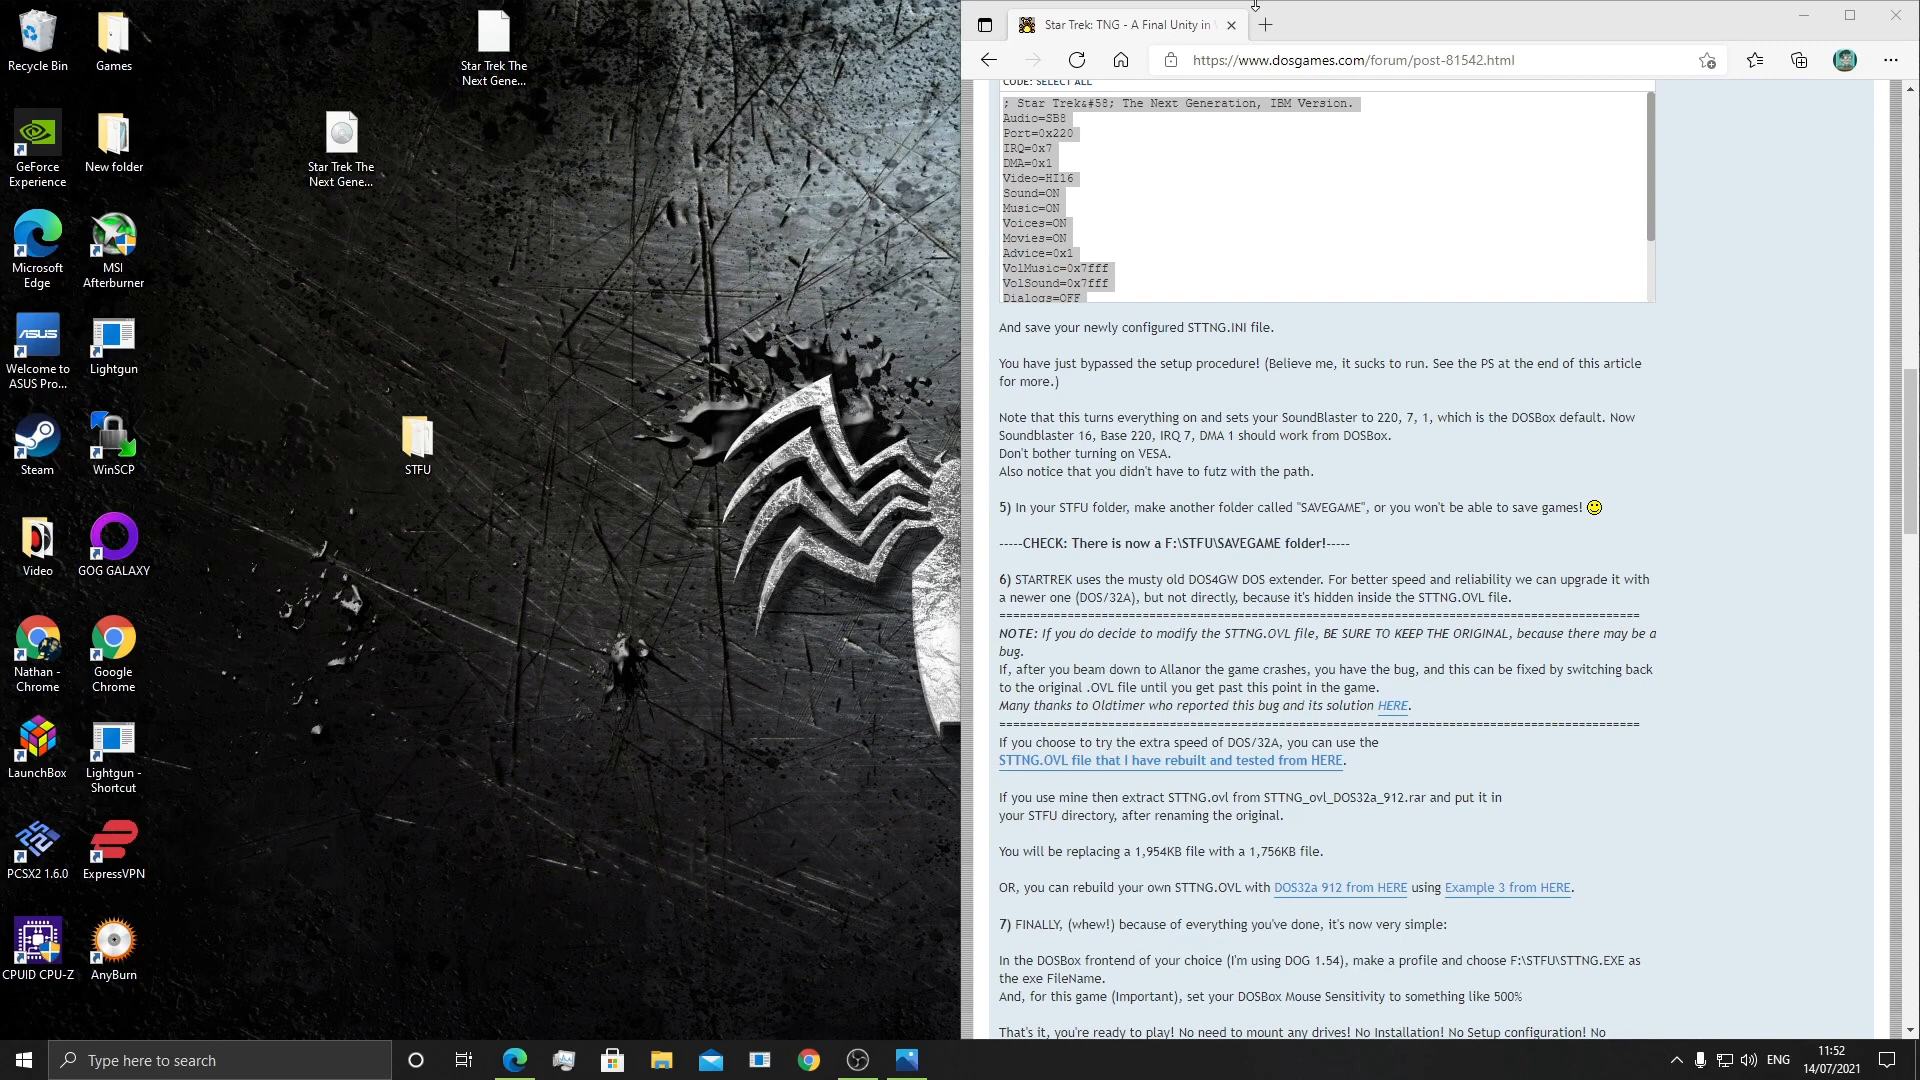 Recycle Bin
Games
Star Trek The
Next Gene...
GeForce
Experience
New folder
Star Trek The
Next Gene...
Microsoft
Edge
MSI
Afterburner
Welcome to
ASUS Pro...
Lightgun
Steam
WinSCP
STFU
Video
GOG GALAXY
Nathan -
Chrome
Google
Chrome
LaunchBox
Lightgun -
Shortcut
PCSX2 1.6.0
ExpressVPN
CPUID CPU-Z
AnyBurn
Star Trek: TNG - A Final Unity in
https://www.dosgames.com/forum/post-81542.html
CODE: SELECT ALL
; Star Trek&#58; The Next Generation, IBM Version.
Audio=SB8
Port=0x220
IRQ=0x7
DMA=0x1
Video=HI16
Sound=ON
Music=ON
Voices=ON
Movies=ON
Advice=0x1
VolMusic=0x7fff
VolSound=0x7fff
Dialogs=OFF
And save your newly configured STTNG.INI file.
You have just bypassed the setup procedure! (Believe me, it sucks to run. See the PS at the end of this article
for more.)
Note that this turns everything on and sets your SoundBlaster to 220, 7, 1, which is the DOSBox default. Now
Soundblaster 16, Base 220, IRQ 7, DMA 1 should work from DOSBox.
Don't bother turning on VESA.
Also notice that you didn't have to futz with the path.
5) In your STFU folder, make another folder called "SAVEGAME", or you won't be able to save games!
-----CHECK: There is now a F:\STFU\SAVEGAME folder!-----
6) STARTREK uses the musty old DOS4GW DOS extender. For better speed and reliability we can upgrade it with
a newer one (DOS/32A), but not directly, because it's hidden inside the STTNG.OVL file.
================================================================================
NOTE: If you do decide to modify the STTNG.OVL file, BE SURE TO KEEP THE ORIGINAL, because there may be a
bug.
If, after you beam down to Allanor the game crashes, you have the bug, and this can be fixed by switching back
to the original .OVL file until you get past this point in the game.
Many thanks to Oldtimer who reported this bug and its solution HERE.
================================================================================
If you choose to try the extra speed of DOS/32A, you can use the
STTNG.OVL file that I have rebuilt and tested from HERE.
If you use mine then extract STTNG.ovl from STTNG_ovl_DOS32a_912.rar and put it in
your STFU directory, after renaming the original.
You will be replacing a 1,954KB file with a 1,756KB file.
OR, you can rebuild your own STTNG.OVL with DOS32a 912 from HERE using Example 3 from HERE.
7) FINALLY, (whew!) because of everything you've done, it's now very simple:
In the DOSBox frontend of your choice (I'm using DOG 1.54), make a profile and choose F:\STFU\STTNG.EXE as
the exe FileName.
And, for this game (Important), set your DOSBox Mouse Sensitivity to something like 500%
That's it, you're ready to play! No need to mount any drives! No Installation! No Setup configuration! No
Type here to search
ENG
11:52
14/07/2021